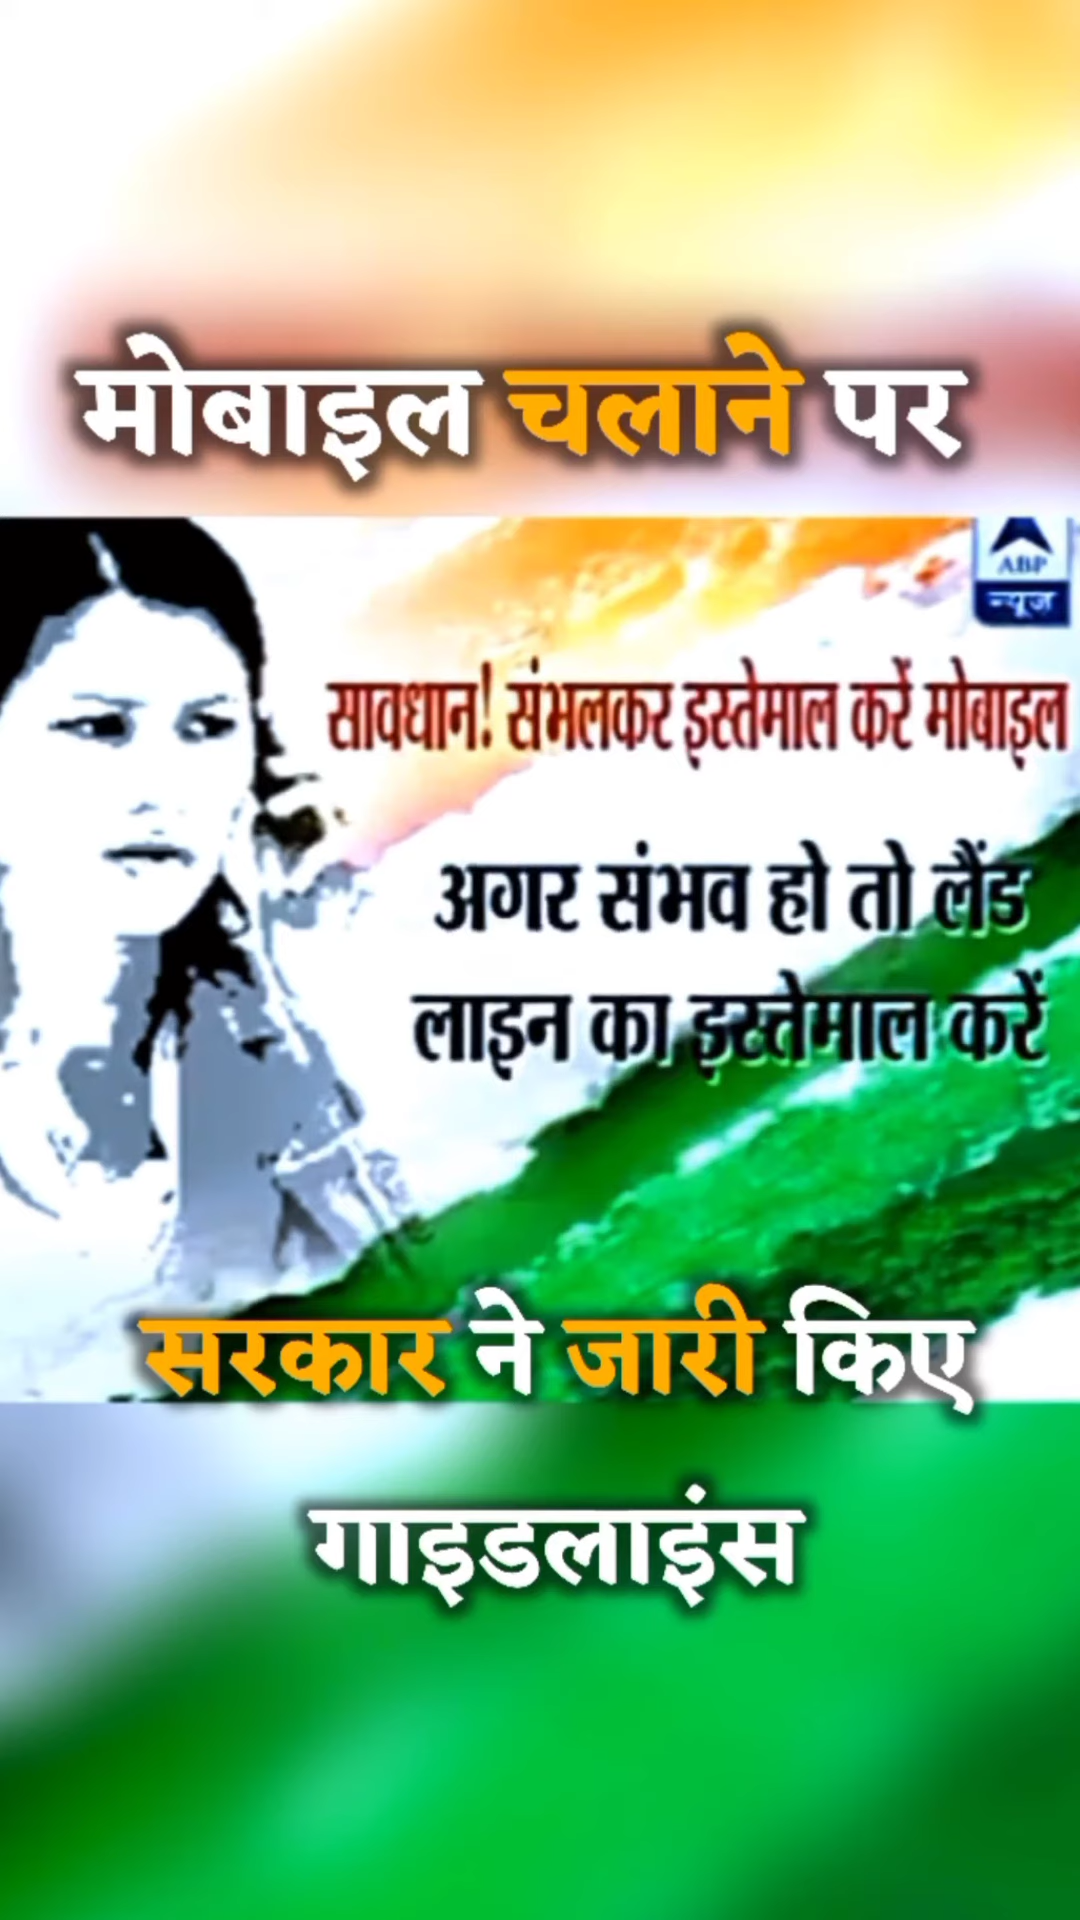 मोबाइल चलाने पर
ABP
न्यूज
सावधान! संभलकर इस्तेमाल करें मोबाइल
अगर संभव हो तो लैंड
लाइन का इस्तेमाल करें
सरकार ने जारी किए
गाइडलाइंस